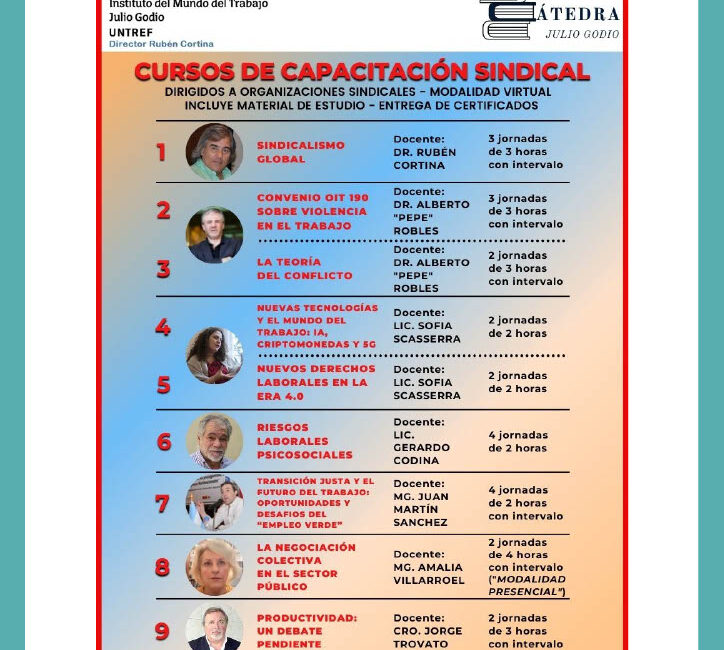 Instituto del Mundo del Trabajo
Julio Godio
UNTREF
Director Rubén Cortina
CÁTEDRA
JULIO GODIO
CURSOS DE CAPACITACIÓN SINDICAL
DIRIGIDOS A ORGANIZACIONES SINDICALES - MODALIDAD VIRTUAL
INCLUYE MATERIAL DE ESTUDIO - ENTREGA DE CERTIFICADOS
1
SINDICALISMO
GLOBAL
Docente:
DR. RUBÉN
CORTINA
3 jornadas
de 3 horas
con intervalo
2
CONVENIO OIT 190
SOBRE VIOLENCIA
EN EL TRABAJO
Docente:
DR. ALBERTO
"PEPE"
ROBLES
3 jornadas
de 3 horas
con intervalo
3
LA TEORÍA
DEL CONFLICTO
Docente:
DR. ALBERTO
"PEPE"
ROBLES
2 jornadas
de 3 horas
con intervalo
4
NUEVAS TECNOLOGÍAS
Y EL MUNDO DEL
TRABAJO: IA,
CRIPTOMONEDAS Y 5G
Docente:
LIC. SOFIA
SCASSERRA
2 jornadas
de 2 horas
5
NUEVOS DERECHOS
LABORALES EN LA
ERA 4.0
Docente:
LIC. SOFIA
SCASSERRA
2 jornadas
de 2 horas
6
RIESGOS
LABORALES
PSICOSOCIALES
Docente:
LIC.
GERARDO
CODINA
4 jornadas
de 2 horas
7
TRANSICIÓN JUSTA Y EL
FUTURO DEL TRABAJO:
OPORTUNIDADES Y
DESAFIOS DEL
"EMPLEO VERDE"
Docente:
MG. JUAN
MARTÍN
SANCHEZ
4 jornadas
de 2 horas
con intervalo
8
LA NEGOCIACIÓN
COLECTIVA
EN EL SECTOR
PÚBLICO
Docente:
MG. AMALIA
VILLARROEL
2 jornadas
de 4 horas
con intervalo
("MODALIDAD
PRESENCIAL")
9
PRODUCTIVIDAD:
UN DEBATE
PENDIENTE
Docente:
CRO. JORGE
TROVATO
2 jornadas
de 3 horas
con intervalo